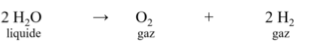 2 H₂O → O₂ + 2 H₂
liquide gaz gaz